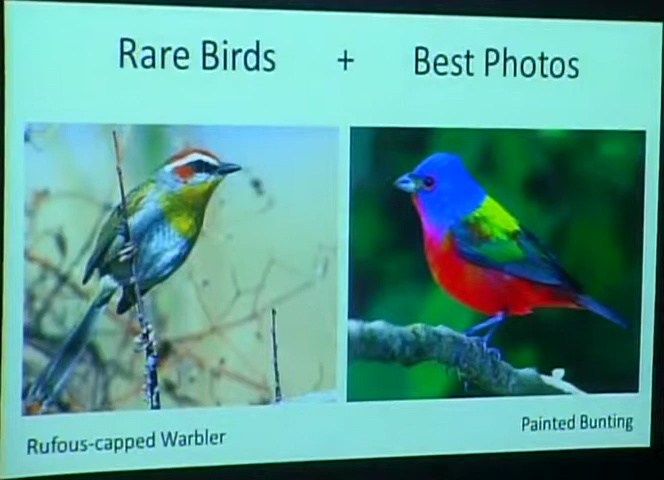 Rare Birds + Best Photos
Rufous-capped Warbler
Painted Bunting